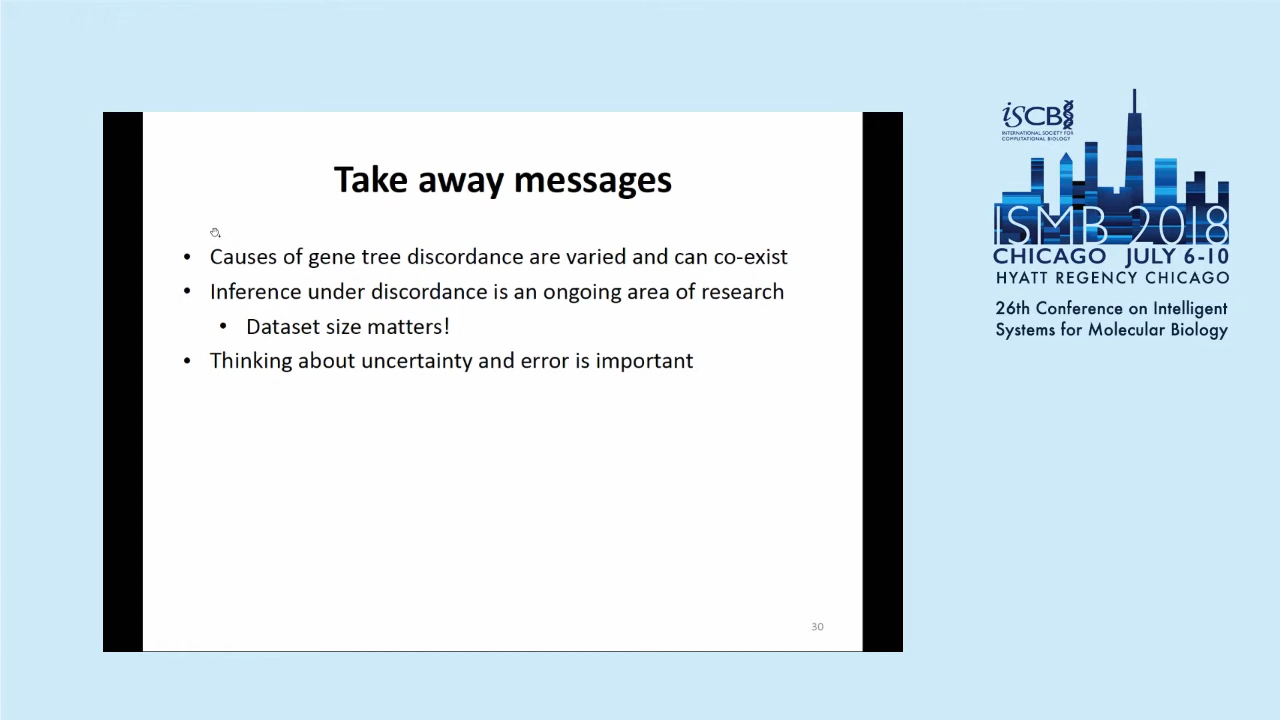 Take away messages
• Causes of gene tree discordance are varied and can co-exist
• Inference under discordance is an ongoing area of research
• Dataset size matters!
• Thinking about uncertainty and error is important
30
iSCB
INTERNATIONAL SOCIETY FOR
COMPUTATIONAL BIOLOGY
ISMB 2018
CHICAGO JULY 6-10
HYATT REGENCY CHICAGO
26th Conference on Intelligent
Systems for Molecular Biology